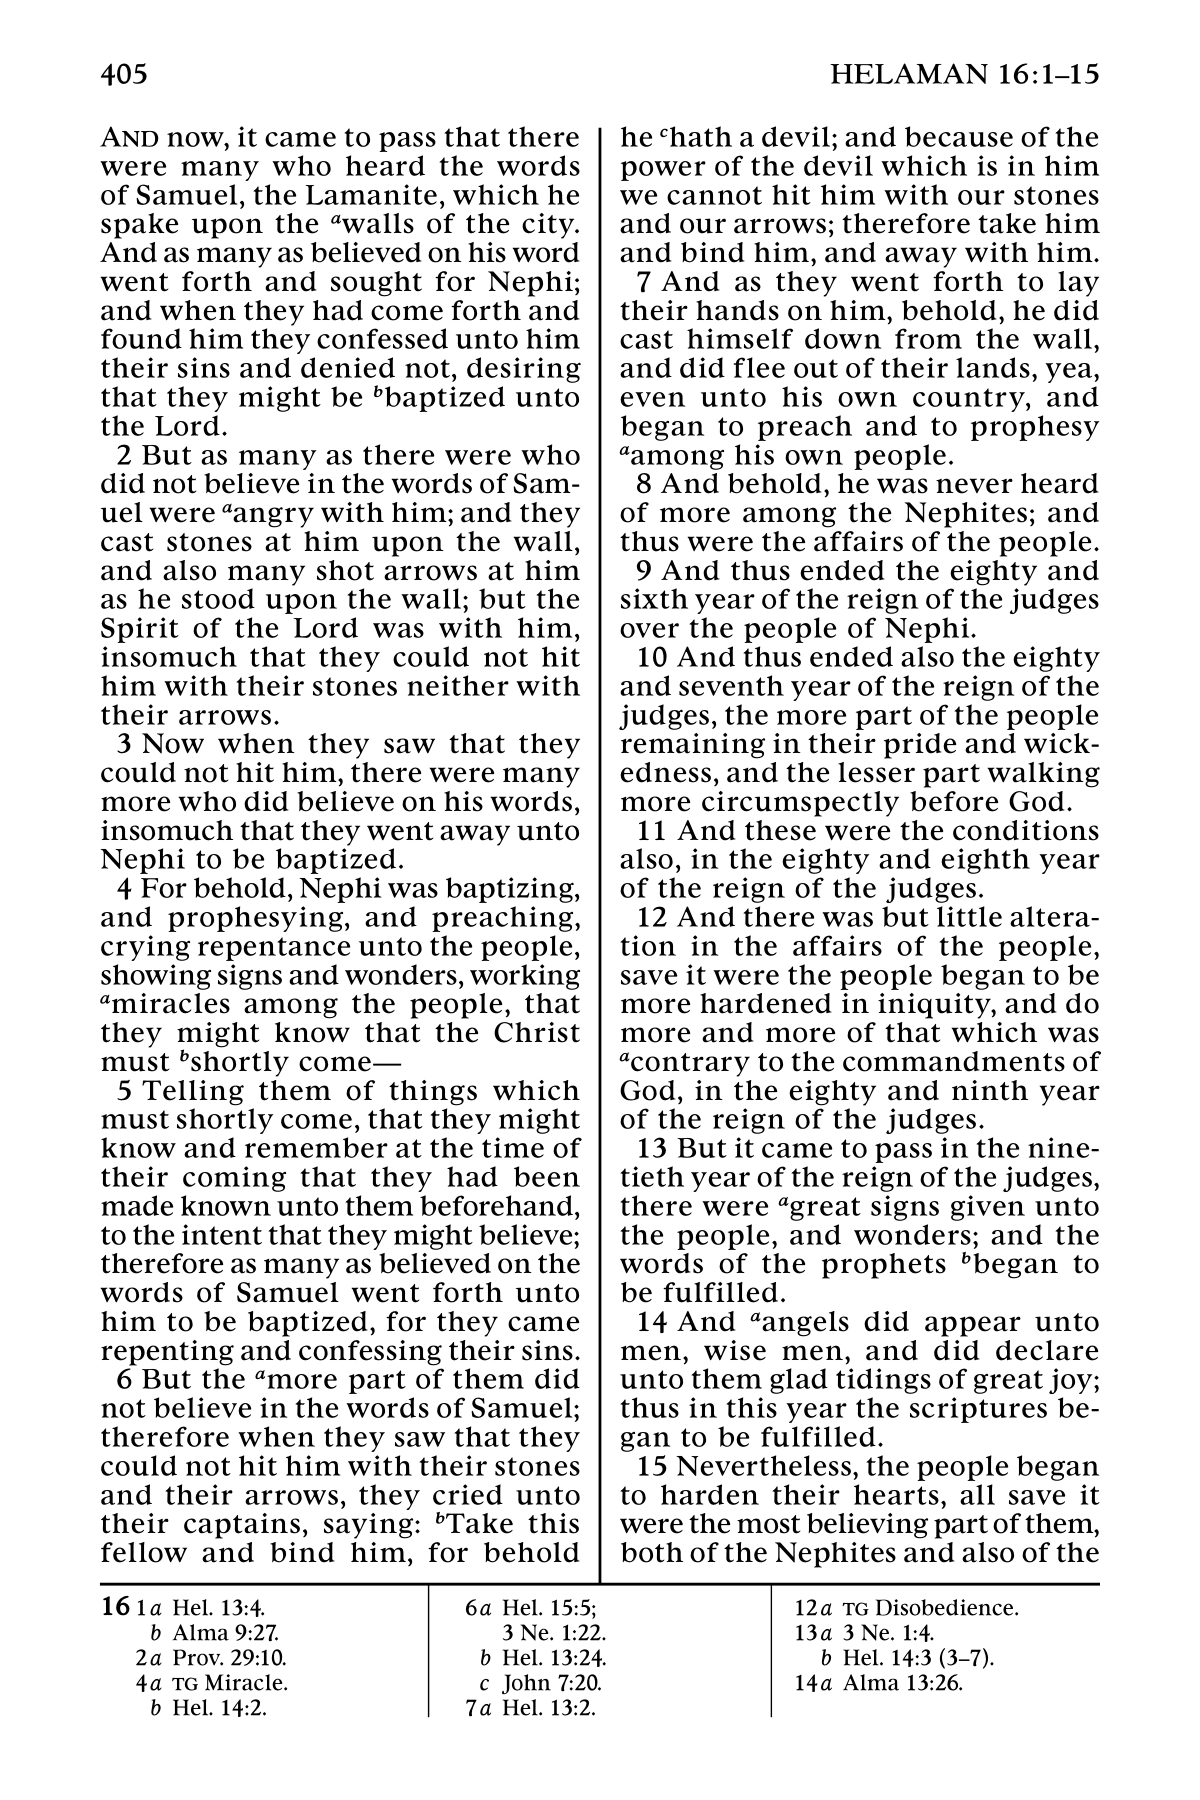 405
HELAMAN 16:1–15
AND now, it came to pass that there
were many who heard the words
of Samuel, the Lamanite, which he
spake upon the awalls of the city.
And as many as believed on his word
went forth and sought for Nephi;
and when they had come forth and
found him they confessed unto him
their sins and denied not, desiring
that they might be bbaptized unto
the Lord.
2 But as many as there were who
did not believe in the words of Sam-
uel were aangry with him; and they
cast stones at him upon the wall,
and also many shot arrows at him
as he stood upon the wall; but the
Spirit of the Lord was with him,
insomuch that they could not hit
him with their stones neither with
their arrows.
3 Now when they saw that they
could not hit him, there were many
more who did believe on his words,
insomuch that they went away unto
Nephi to be baptized.
4 For behold, Nephi was baptizing,
and prophesying, and preaching,
crying repentance unto the people,
showing signs and wonders, working
amiracles among the people, that
they might know that the Christ
must bshortly come—
5 Telling them of things which
must shortly come, that they might
know and remember at the time of
their coming that they had been
made known unto them beforehand,
to the intent that they might believe;
therefore as many as believed on the
words of Samuel went forth unto
him to be baptized, for they came
repenting and confessing their sins.
6 But the amore part of them did
not believe in the words of Samuel;
therefore when they saw that they
could not hit him with their stones
and their arrows, they cried unto
their captains, saying: bTake this
fellow and bind him, for behold
he chath a devil; and because of the
power of the devil which is in him
we cannot hit him with our stones
and our arrows; therefore take him
and bind him, and away with him.
7 And as they went forth to lay
their hands on him, behold, he did
cast himself down from the wall,
and did flee out of their lands, yea,
even unto his own country, and
began to preach and to prophesy
aamong his own people.
8 And behold, he was never heard
of more among the Nephites; and
thus were the affairs of the people.
9 And thus ended the eighty and
sixth year of the reign of the judges
over the people of Nephi.
10 And thus ended also the eighty
and seventh year of the reign of the
judges, the more part of the people
remaining in their pride and wick-
edness, and the lesser part walking
more circumspectly before God.
11 And these were the conditions
also, in the eighty and eighth year
of the reign of the judges.
12 And there was but little altera-
tion in the affairs of the people,
save it were the people began to be
more hardened in iniquity, and do
more and more of that which was
acontrary to the commandments of
God, in the eighty and ninth year
of the reign of the judges.
13 But it came to pass in the nine-
tieth year of the reign of the judges,
there were agreat signs given unto
the people, and wonders; and the
words of the prophets bbegan to
be fulfilled.
14 And aangels did appear unto
men, wise men, and did declare
unto them glad tidings of great joy;
thus in this year the scriptures be-
gan to be fulfilled.
15 Nevertheless, the people began
to harden their hearts, all save it
were the most believing part of them,
both of the Nephites and also of the
16 1a Hel. 13:4.
b Alma 9:27.
2a Prov. 29:10.
4a TG Miracle.
b Hel. 14:2.
6a Hel. 15:5;
3 Ne. 1:22.
b Hel. 13:24.
c John 7:20.
7a Hel. 13:2.
12a TG Disobedience.
13a 3 Ne. 1:4.
b Hel. 14:3 (3–7).
14a Alma 13:26.